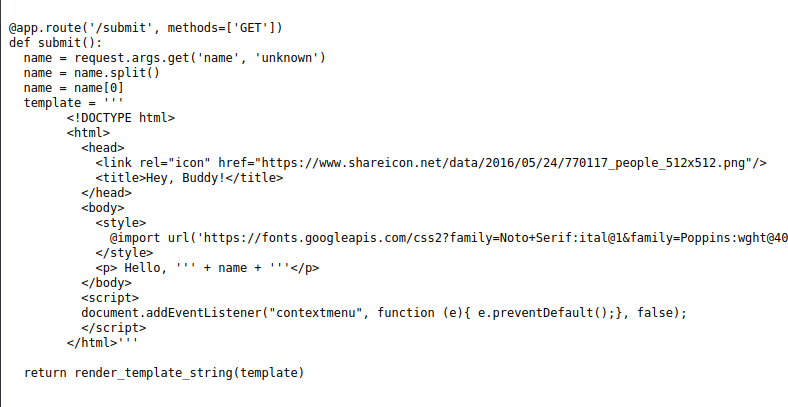 @app.route('/submit', methods=['GET'])
def submit():
  name = request.args.get('name', 'unknown')
  name = name.split()
  name = name[0]
  template = '''
        <!DOCTYPE html>
        <html>
          <head>
            <link rel="icon" href="https://www.shareicon.net/data/2016/05/24/770117_people_512x512.png"/>
            <title>Hey, Buddy!</title>
          </head>
          <body>
            <style>
              @import url('https://fonts.googleapis.com/css2?family=Noto+Serif:ital@1&family=Poppins:wght@40
            </style>
            <p> Hello, ''' + name + '''</p>
          </body>
          <script>
          document.addEventListener("contextmenu", function (e){ e.preventDefault();}, false);
          </script>
        </html>'''

  return render_template_string(template)